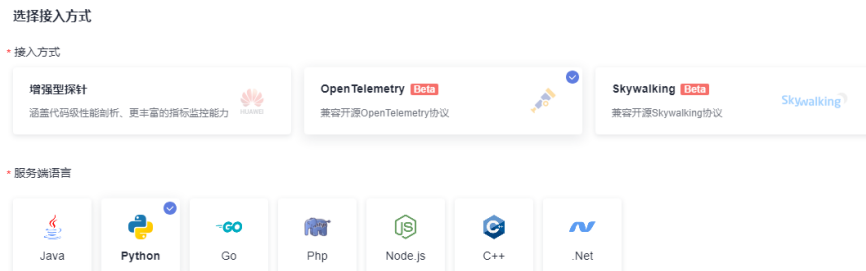 选择接入方式
* 接入方式
增强型探针
涵盖代码级性能剖析、更丰富的指标监控能力
HUAWEI
OpenTelemetry Beta
兼容开源OpenTelemetry协议
Skywalking Beta
兼容开源Skywalking协议
Skywalking
* 服务端语言
Java
Python
GO
Go
php
Php
JS
Node.js
C++
C++
.Net